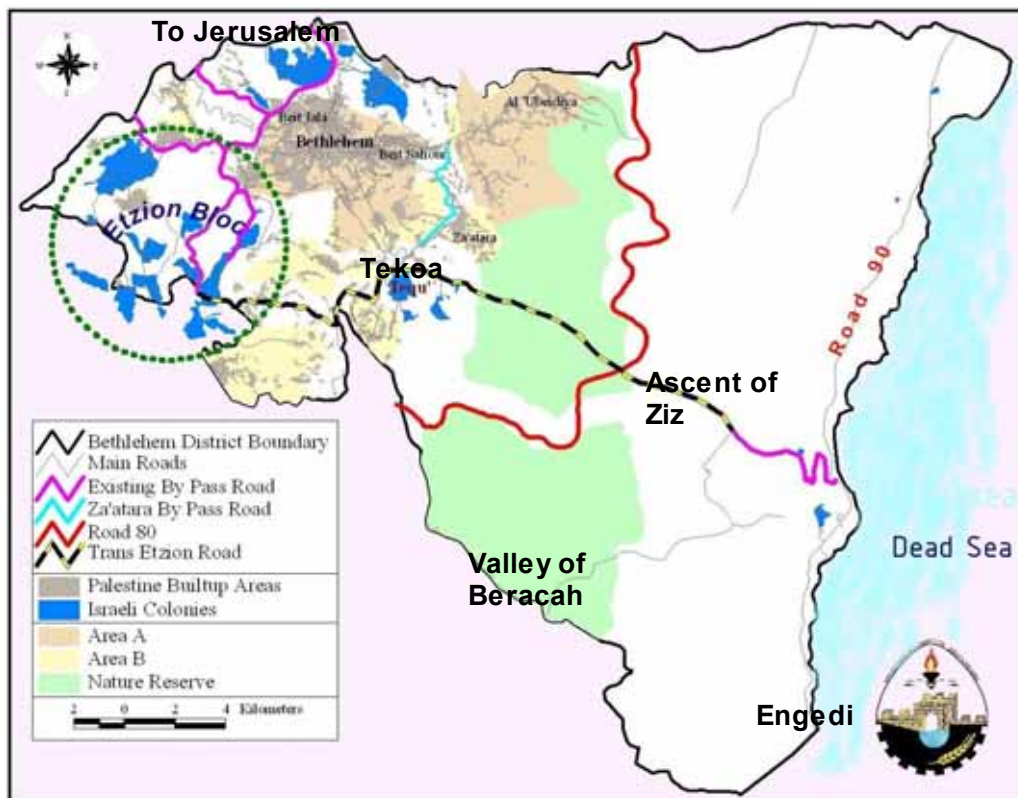 To Jerusalem
N
W
E
S
Beit Jala
Bethlehem
Beit Sahour
Al 'Ubeidiya
Etzion Bloc
Za'atara
Tekoa
Tequ'
Road 90
Ascent of
Ziz
Bethlehem District Boundary
Main Roads
Existing By Pass Road
Za'atara By Pass Road
Road 80
Trans Etzion Road
Palestine Builtup Areas
Israeli Colonies
Area A
Area B
Nature Reserve
2 0 2 4 Kilometers
Valley of
Beracah
Dead Sea
Engedi